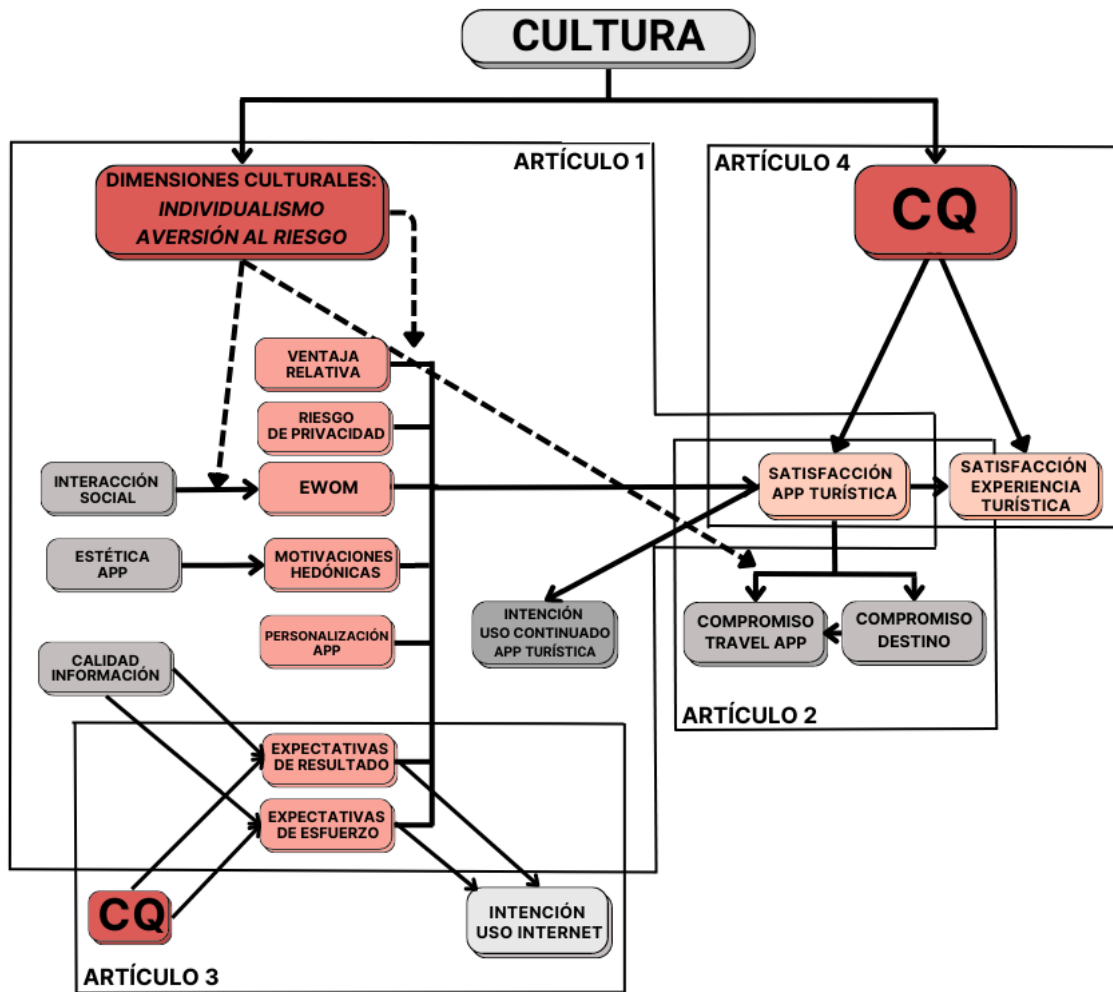 CULTURA
ARTÍCULO 1
ARTÍCULO 4
DIMENSIONES CULTURALES:
INDIVIDUALISMO
AVERSIÓN AL RIESGO
CQ
VENTAJA
RELATIVA
RIESGO
DE PRIVACIDAD
INTERACCIÓN
SOCIAL
EWOM
SATISFACCIÓN
APP TURÍSTICA
SATISFACCIÓN
EXPERIENCIA
TURÍSTICA
ESTÉTICA
APP
MOTIVACIONES
HEDÓNICAS
PERSONALIZACIÓN
APP
INTENCIÓN
USO CONTINUADO
APP TURÍSTICA
COMPROMISO
TRAVEL APP
COMPROMISO
DESTINO
CALIDAD
INFORMACIÓN
ARTÍCULO 2
EXPECTATIVAS
DE RESULTADO
EXPECTATIVAS
DE ESFUERZO
CQ
INTENCIÓN
USO INTERNET
ARTÍCULO 3